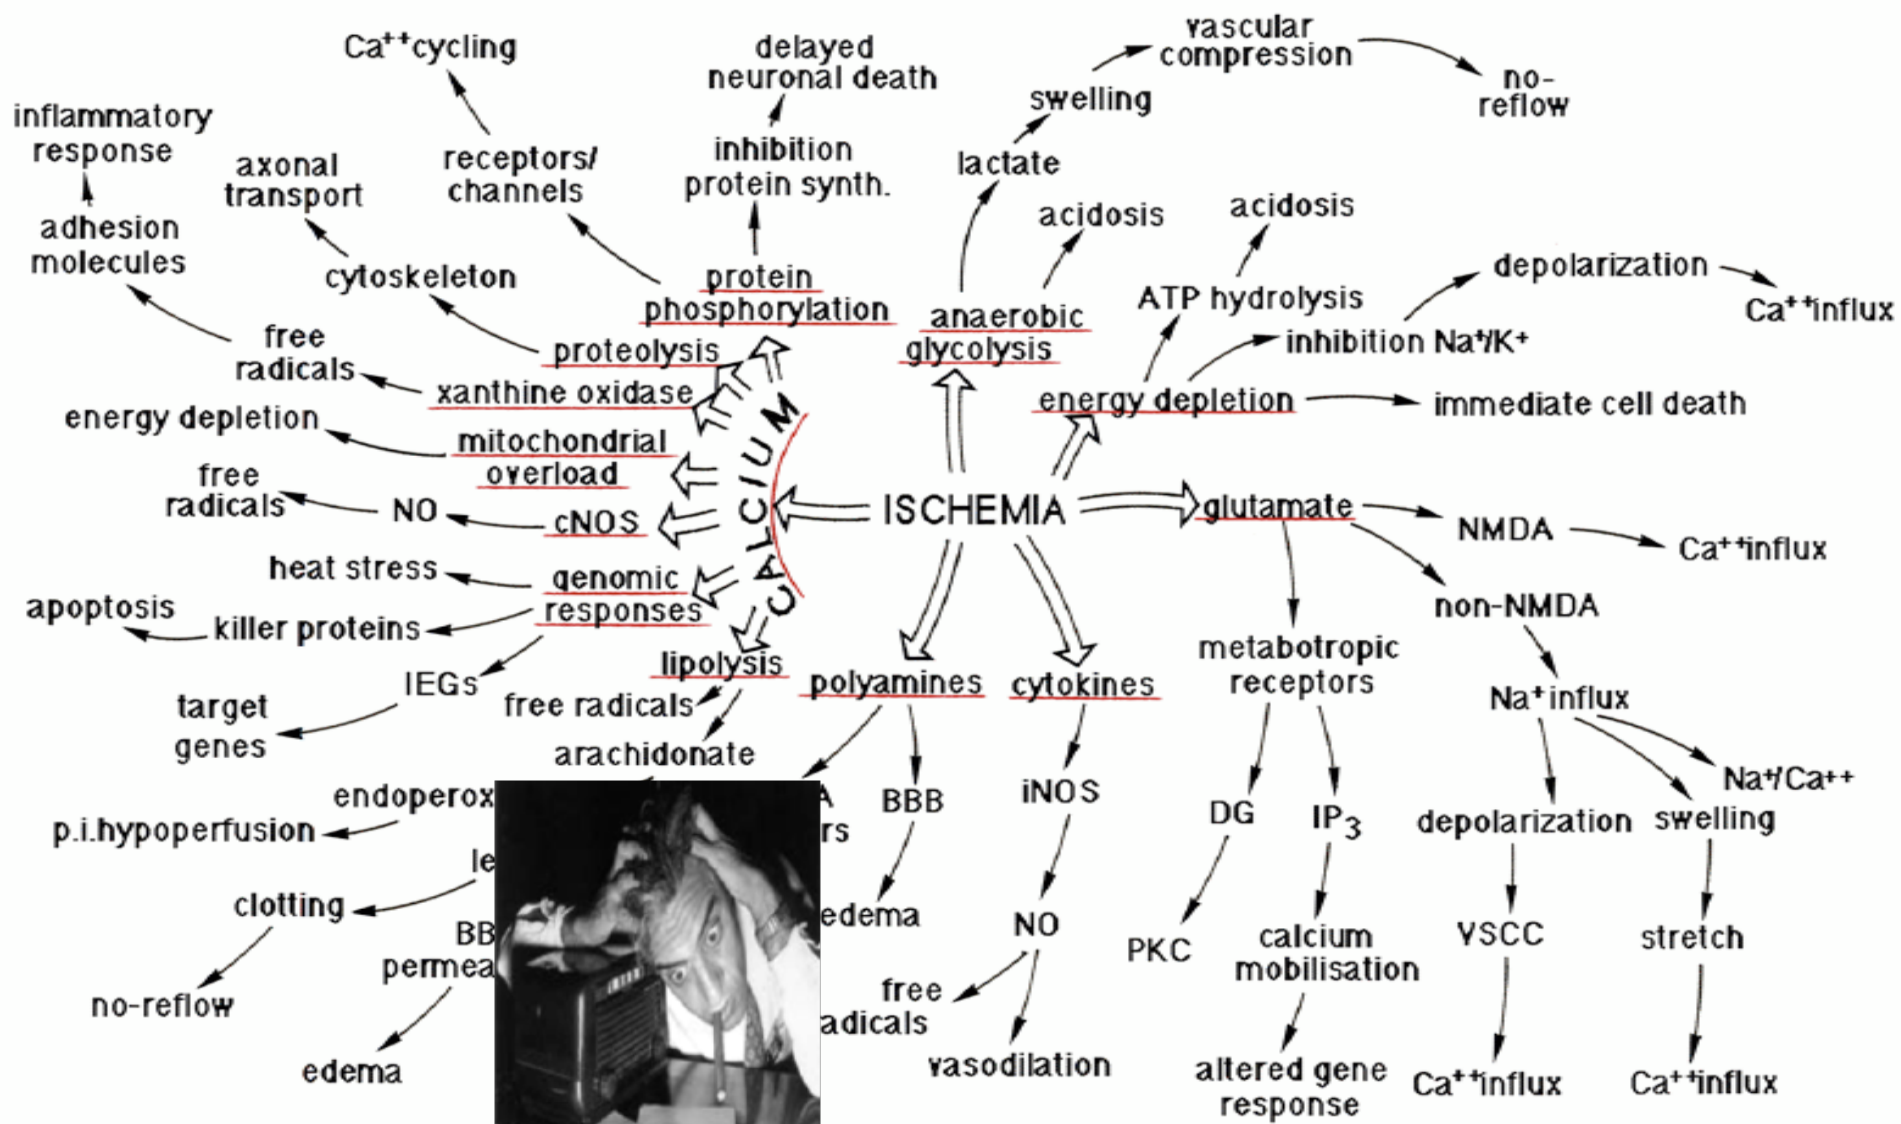 Ca⁺⁺cycling
delayed
neuronal death
vascular
compression
no-
reflow
swelling
inflammatory
response
axonal
transport
receptors/
channels
inhibition
protein synth.
lactate
acidosis
acidosis
adhesion
molecules
cytoskeleton
protein
phosphorylation
anaerobic
glycolysis
ATP hydrolysis
depolarization
Ca⁺⁺influx
inhibition Na⁺/K⁺
free
radicals
proteolysis
xanthine oxidase
energy depletion
immediate cell death
energy depletion
mitochondrial
overload
CALCIUM
ISCHEMIA
glutamate
NMDA
Ca⁺⁺influx
free
radicals
NO
cNOS
heat stress
genomic
responses
apoptosis
killer proteins
non-NMDA
IEGs
target
genes
lipolysis
free radicals
arachidonate
polyamines
cytokines
metabotropic
receptors
Na⁺influx
endoperox
p.i.hypoperfusion
A
rs
BBB
iNOS
DG
IP₃
depolarization
swelling
Na⁺/Ca⁺⁺
le
clotting
BB
permea
edema
NO
PKC
calcium
mobilisation
VSCC
stretch
no-reflow
edema
free
adicals
vasodilation
altered gene
response
Ca⁺⁺influx
Ca⁺⁺influx